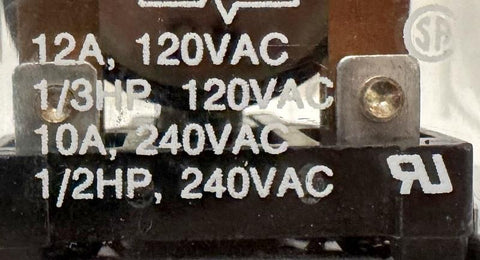 12A, 120VAC
1/3HP, 120VAC
10A, 240VAC
1/2HP, 240VAC